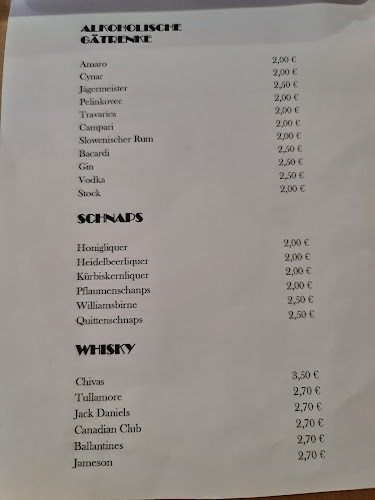 ALKOHOLISCHE
GÄTRENKE
Amaro 2,00 €
Cynar 2,00 €
Jägermeister 2,50 €
Pelinkovec 2,00 €
Travarica 2,00 €
Campari 2,00 €
Slowenischer Rum 2,00 €
Bacardi 2,50 €
Gin 2,50 €
Vodka 2,50 €
Stock 2,00 €
SCHNAPS
Honigliquer 2,00 €
Heidelbeerliquer 2,00 €
Kürbiskernliquer 2,00 €
Pflaumenschanps 2,00 €
Williamsbirne 2,50 €
Quittenschnaps 2,50 €
WHISKY
Chivas 3,50 €
Tullamore 2,70 €
Jack Daniels 2,70 €
Canadian Club 2,70 €
Ballantines 2,70 €
Jameson 2,70 €